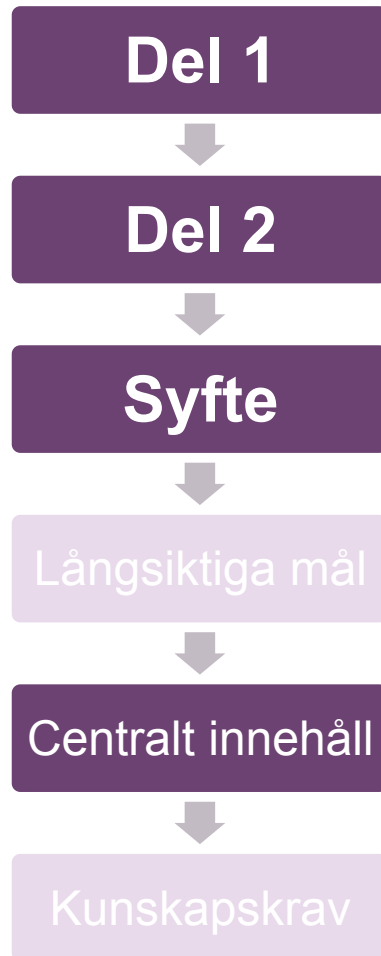 Del 1
Del 2
Syfte
Långsiktiga mål
Centralt innehåll
Kunskapskrav